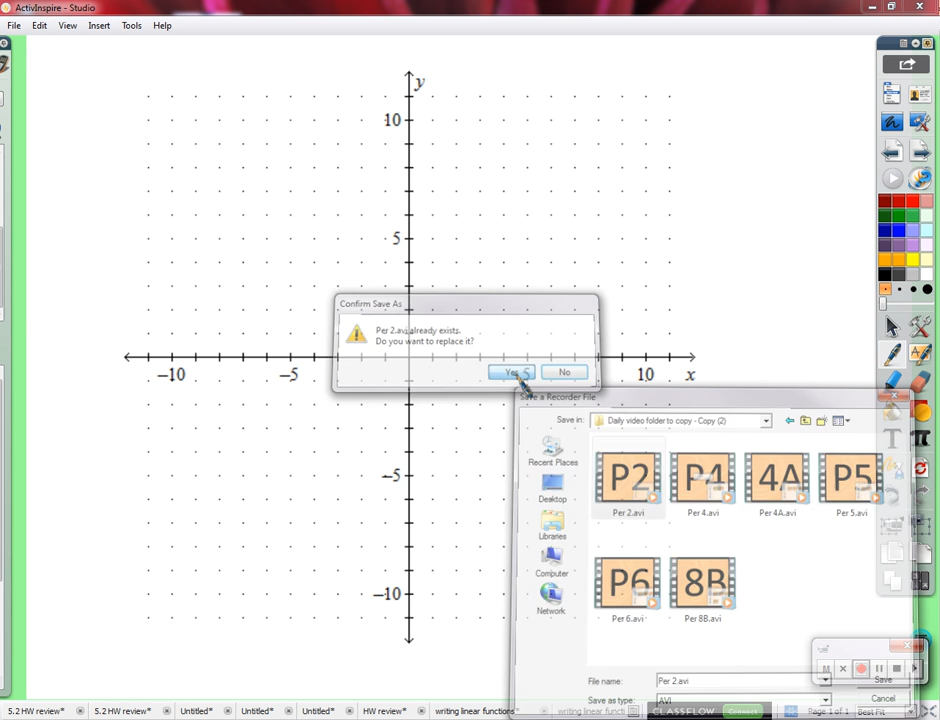 ActivInspire - Studio
File Edit View Insert Tools Help
y
10
5
-10 -5 5 10 x
-5
-10
Confirm Save As
Per 2.avi already exists.
Do you want to replace it?
Yes No
Save a Recorder File
Save in: Daily video folder to copy - Copy (2)
Recent Places
Desktop
Libraries
Computer
Network
P2 P4 4A P5
Per 2.avi Per 4.avi Per 4A.avi Per 5.avi
P6 8B
Per 6.avi Per 8B.avi
File name: Per 2.avi Save
Save as type: AVI Cancel
M
T
5.2 HW review* 5.2 HW review* Untitled* Untitled* Untitled* HW review* writing linear functions* writing linear functi CLASSFLOW Connect Page 1 of 1 Best Fit